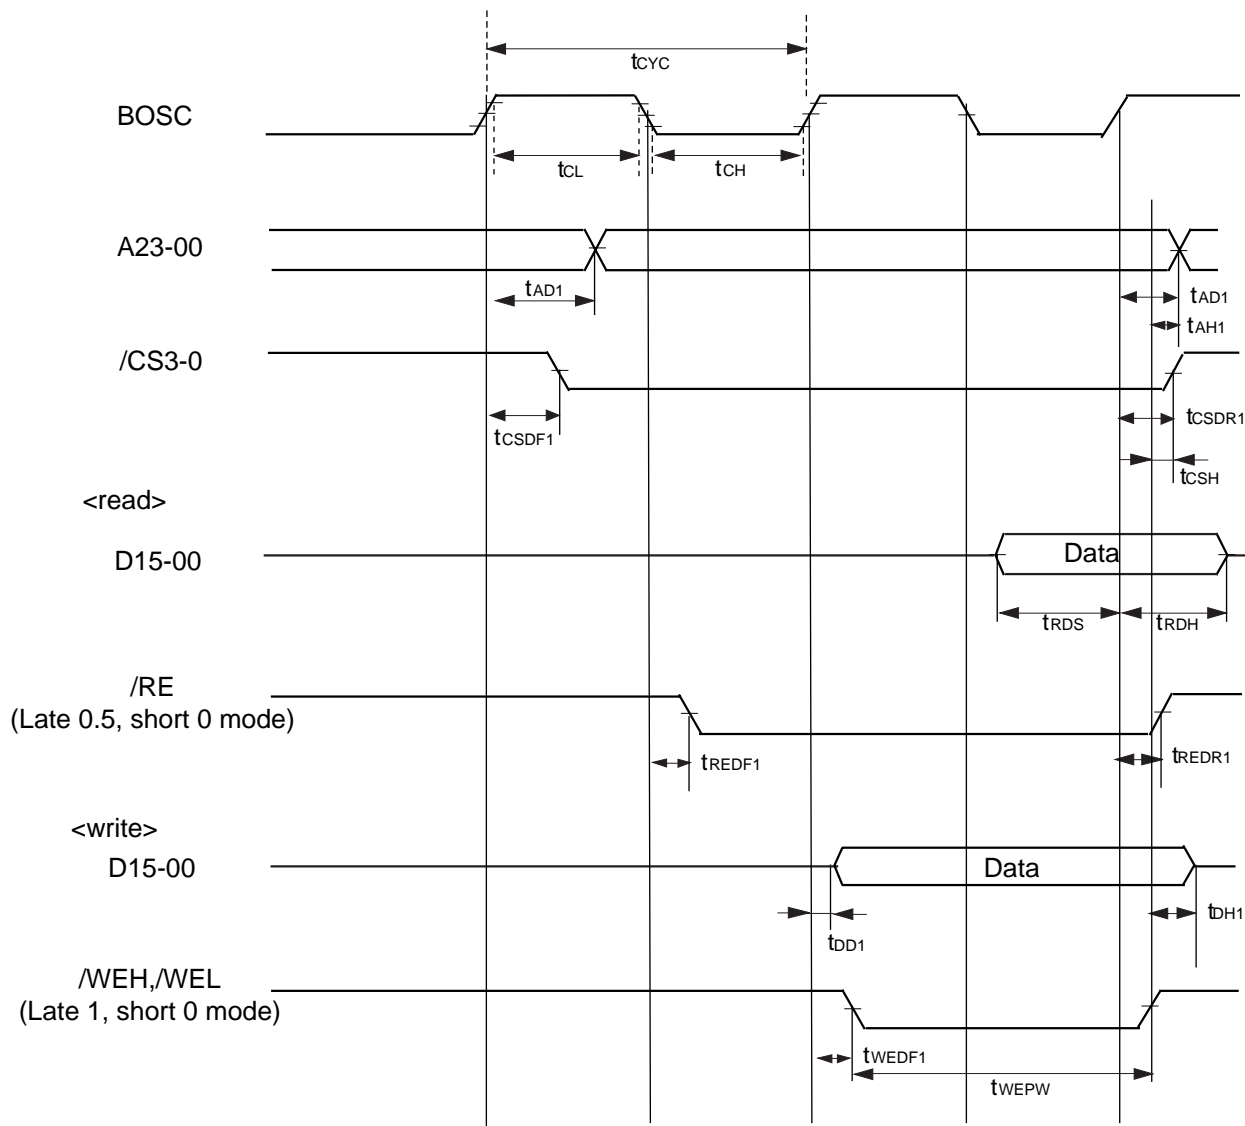 tCYC
BOSC
tCL
tCH
A23-00
tAD1
tAD1
tAH1
/CS3-0
tCSDF1
tCSDR1
tCSH
<read>
D15-00
Data
tRDS
tRDH
/RE
(Late 0.5, short 0 mode)
tREDF1
tREDR1
<write>
D15-00
Data
tDD1
tDH1
/WEH,/WEL
(Late 1, short 0 mode)
tWEDF1
tWEPW